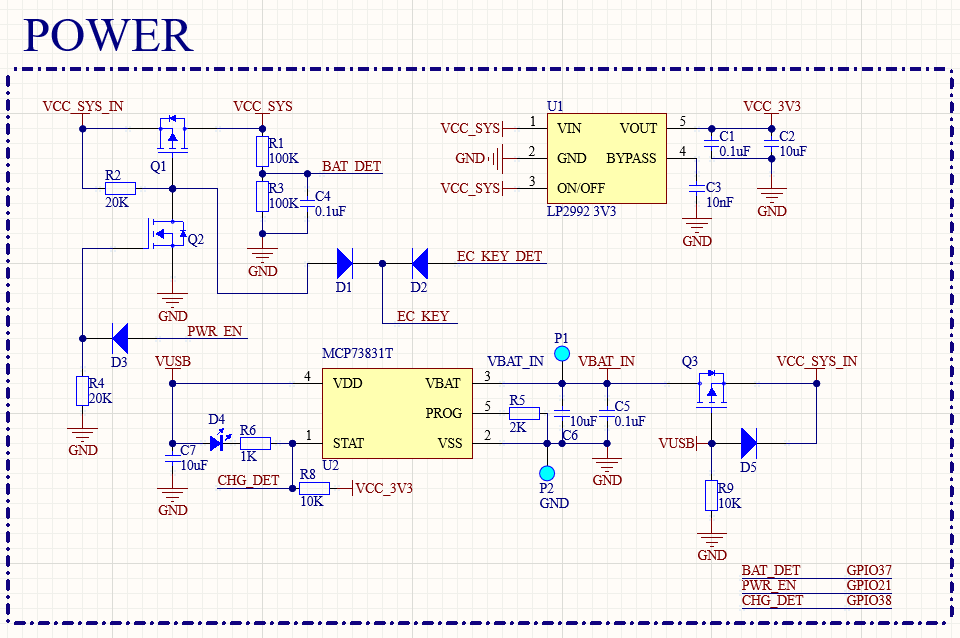 POWER
VCC_SYS_IN
VCC_SYS
Q1
R1
100K
BAT_DET
R2
20K
R3
100K
C4
0.1uF
Q2
GND
GND
D1
D2
EC_KEY_DET
EC_KEY
PWR_EN
D3
R4
20K
GND
U1
VCC_SYS 1 VIN VOUT 5
GND 2 GND BYPASS 4
VCC_SYS 3 ON/OFF
LP2992 3V3
VCC_3V3
C1
0.1uF
C2
10uF
C3
10nF
GND
GND
VUSB
MCP73831T
4 VDD VBAT 3
PROG 5
1 STAT VSS 2
U2
D4
R6
1K
C7
10uF
GND
CHG_DET
R8
10K
VCC_3V3
P1
VBAT_IN
VBAT_IN
R5
2K
10uF
C6
C5
0.1uF
P2
GND
GND
Q3
VCC_SYS_IN
VUSB
D5
R9
10K
GND
BAT_DET GPIO37
PWR_EN GPIO21
CHG_DET GPIO38